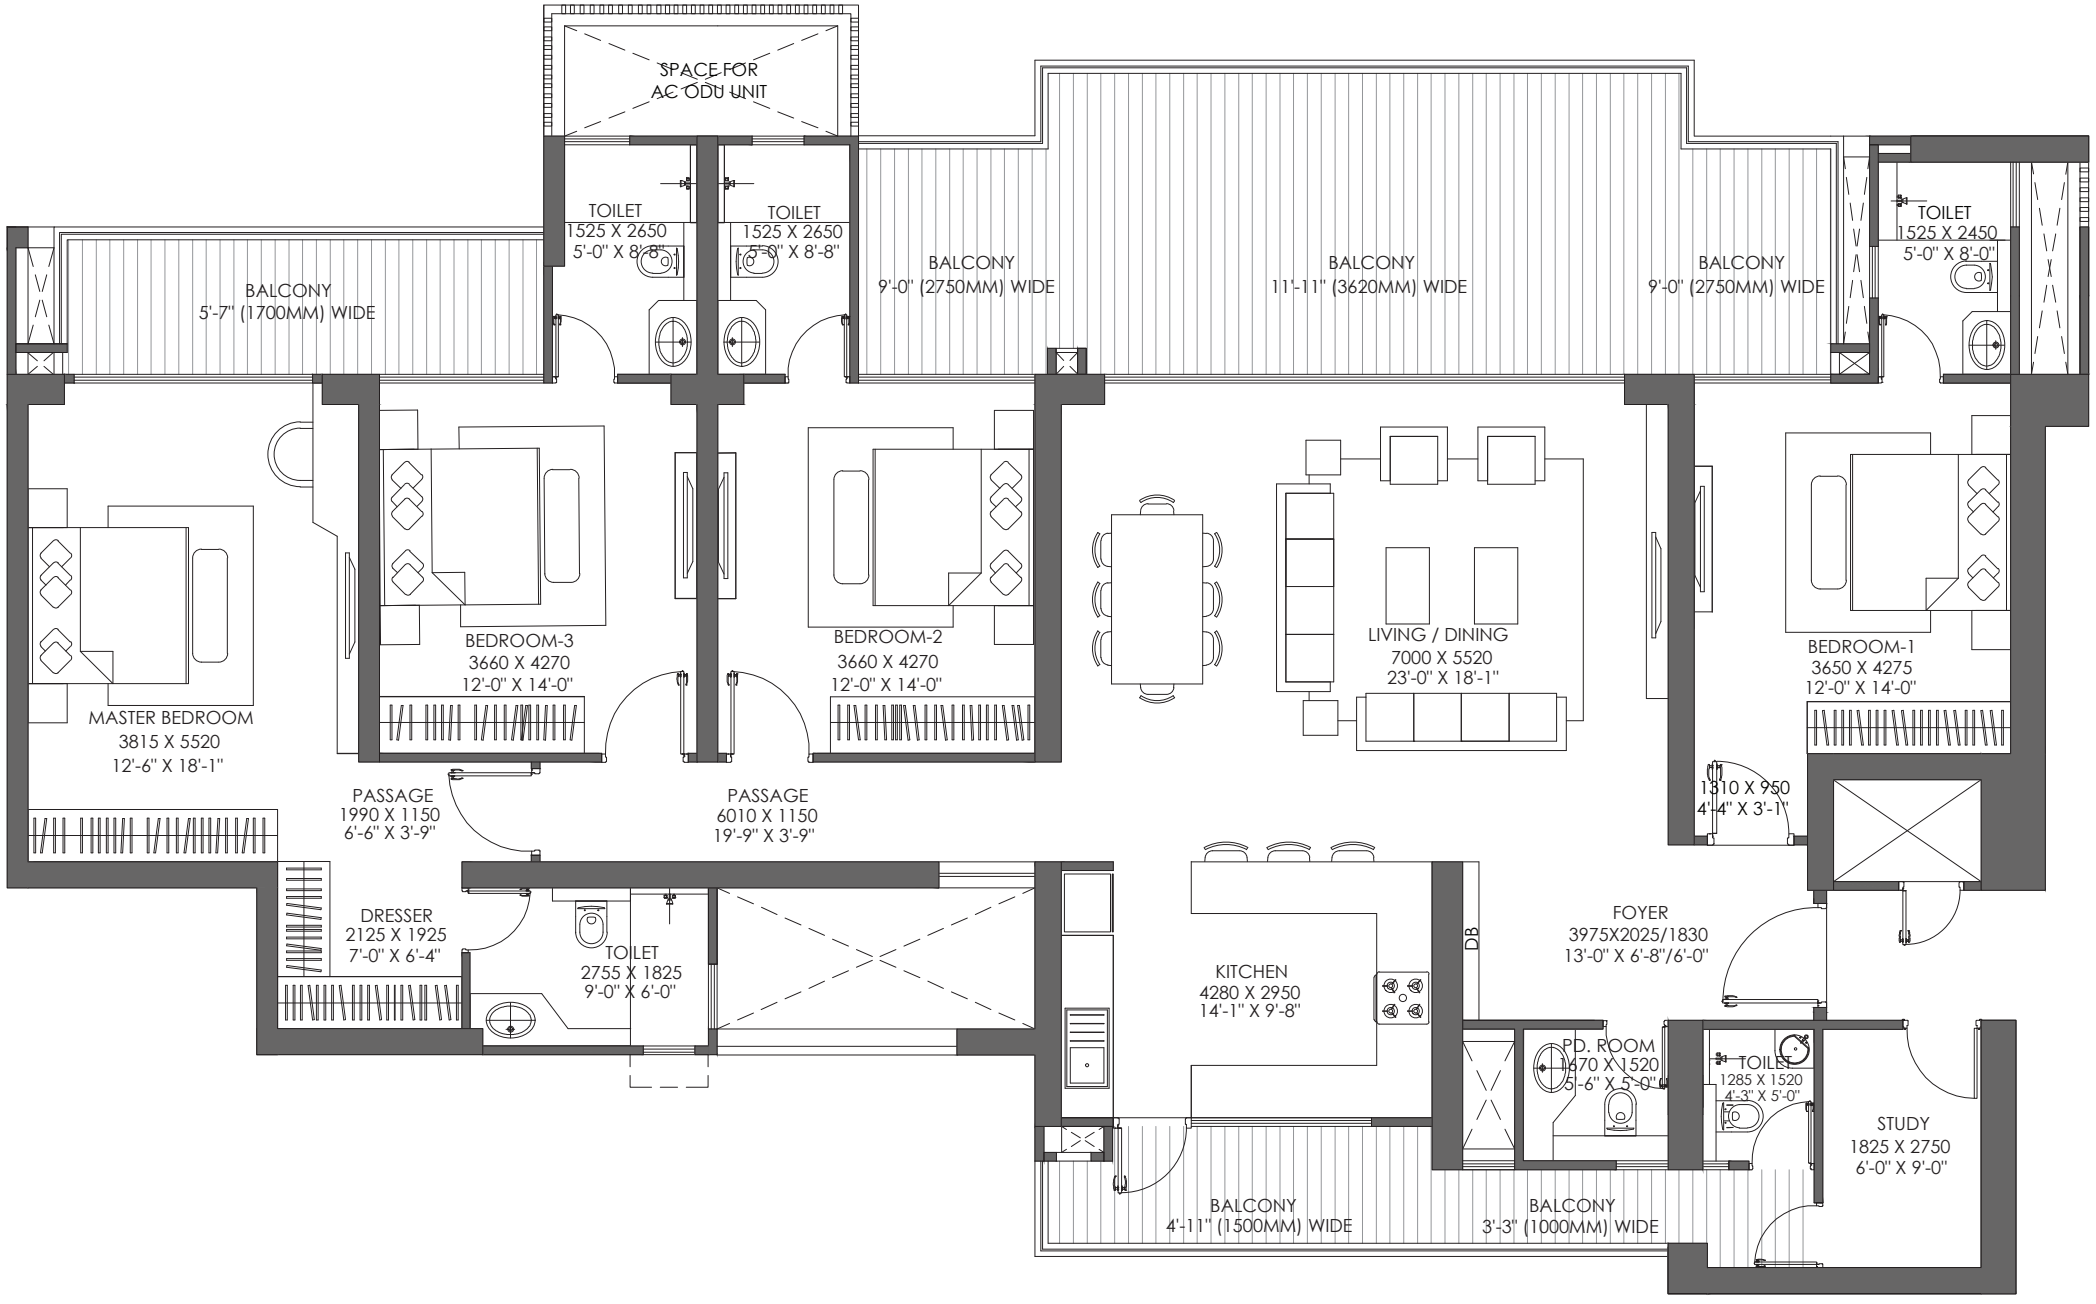 SPACE FOR
AC ODU UNIT
TOILET
1525 X 2650
5'-0" X 8'-8"
TOILET
1525 X 2650
5'-0" X 8'-8"
TOILET
1525 X 2450
5'-0" X 8'-0"
BALCONY
5'-7" (1700MM) WIDE
BALCONY
9'-0" (2750MM) WIDE
BALCONY
11'-11" (3620MM) WIDE
BALCONY
9'-0" (2750MM) WIDE
MASTER BEDROOM
3815 X 5520
12'-6" X 18'-1"
BEDROOM-3
3660 X 4270
12'-0" X 14'-0"
BEDROOM-2
3660 X 4270
12'-0" X 14'-0"
LIVING / DINING
7000 X 5520
23'-0" X 18'-1"
BEDROOM-1
3650 X 4275
12'-0" X 14'-0"
PASSAGE
1990 X 1150
6'-6" X 3'-9"
PASSAGE
6010 X 1150
19'-9" X 3'-9"
1310 X 950
4'-4" X 3'-1"
DRESSER
2125 X 1925
7'-0" X 6'-4"
TOILET
2755 X 1825
9'-0" X 6'-0"
KITCHEN
4280 X 2950
14'-1" X 9'-8"
DB
FOYER
3975X2025/1830
13'-0" X 6'-8"/6'-0"
PD. ROOM
1670 X 1520
5'-6" X 5'-0"
TOILET
1285 X 1520
4'-3" X 5'-0"
STUDY
1825 X 2750
6'-0" X 9'-0"
BALCONY
4'-11" (1500MM) WIDE
BALCONY
3'-3" (1000MM) WIDE